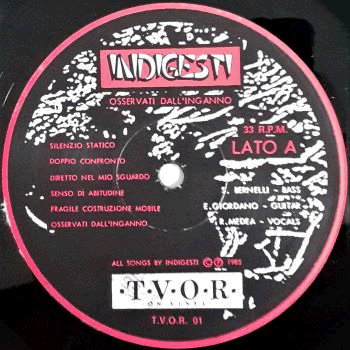 INDIGESTI
OSSERVATI DALL'INGANNO
33 R.P.M.
LATO A
SILENZIO STATICO
DOPPIO CONFRONTO
DIRETTO NEL MIO SGUARDO
SENSO DI ABITUDINE
FRAGILE COSTRUZIONE MOBILE
OSSERVATI DALL'INGANNO
S. BERNELLI - BASS
E. GIORDANO - GUITAR
R. MEDEA - VOCALS
ALL SONGS BY INDIGESTI © ℗ 1985
·T·V·O·R·
ON VINYL
T.V.O.R. 01